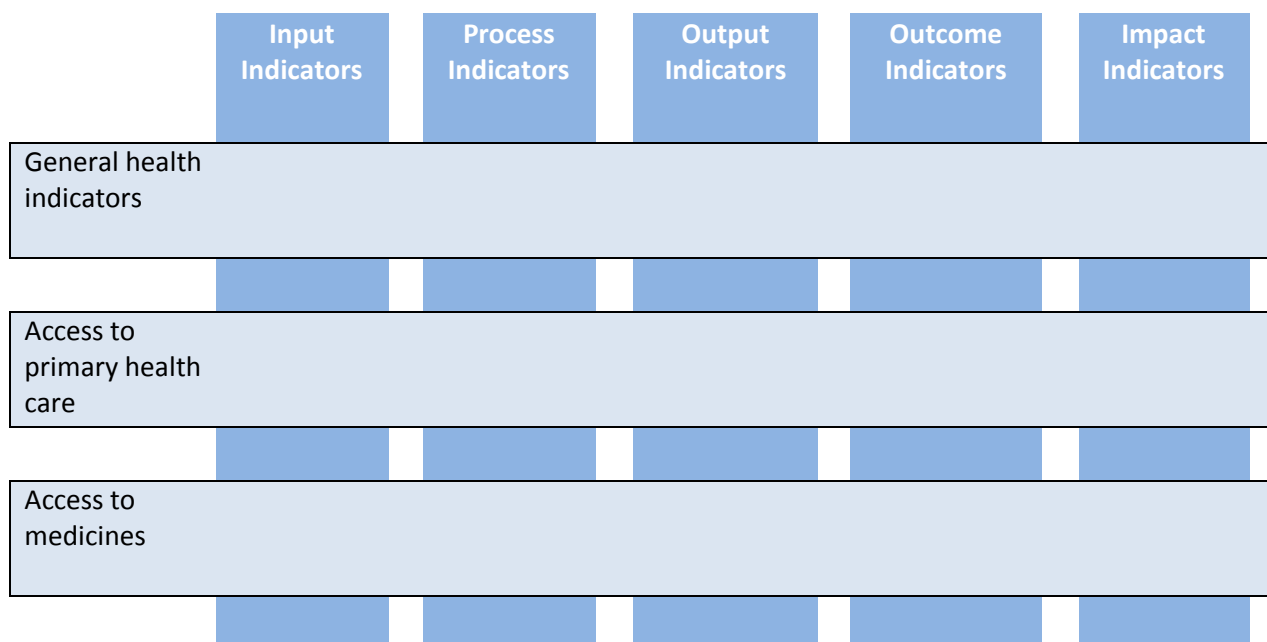 Input
Indicators
Process
Indicators
Output
Indicators
Outcome
Indicators
Impact
Indicators
General health
indicators
Access to
primary health
care
Access to
medicines